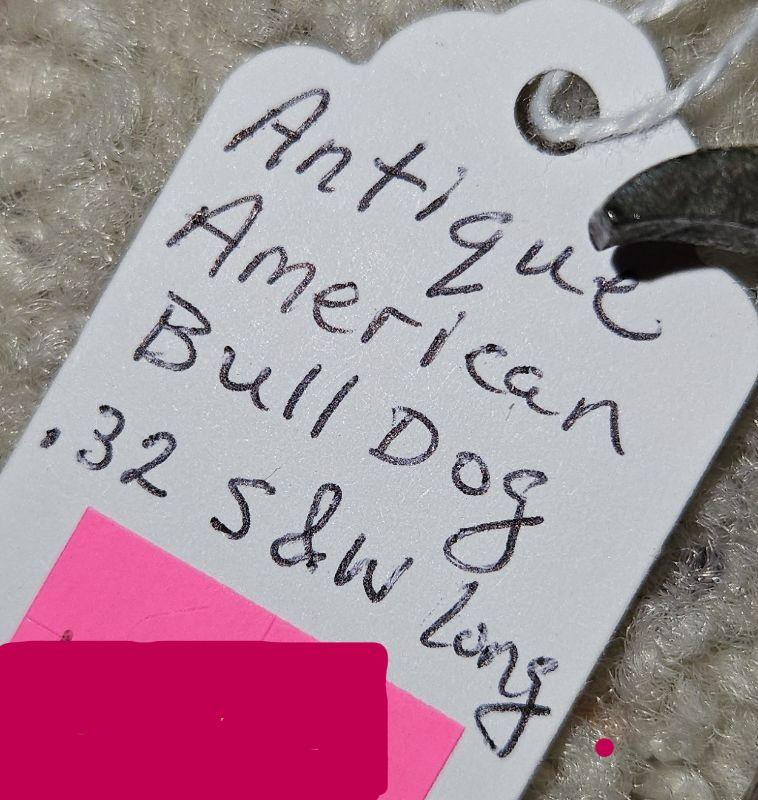 Antique
American
Bull Dog
.32 S&W Long